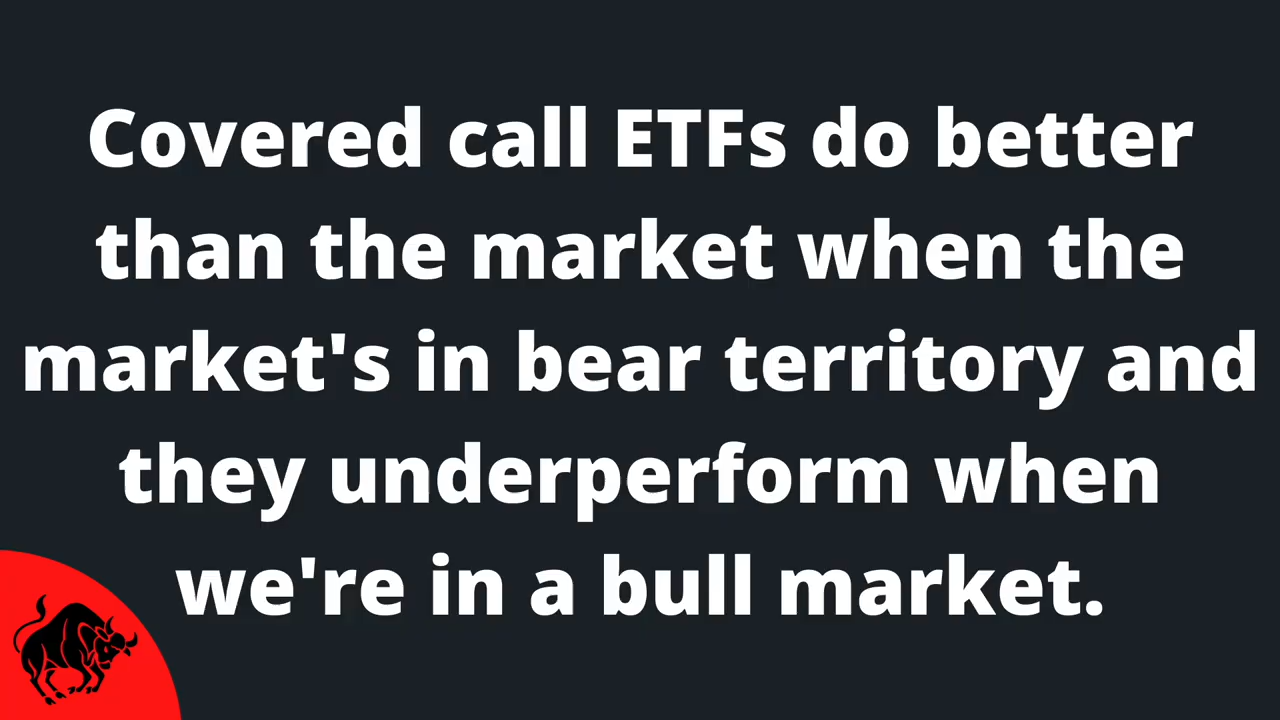 Covered call ETFs do better
than the market when the
market's in bear territory and
they underperform when
we're in a bull market.